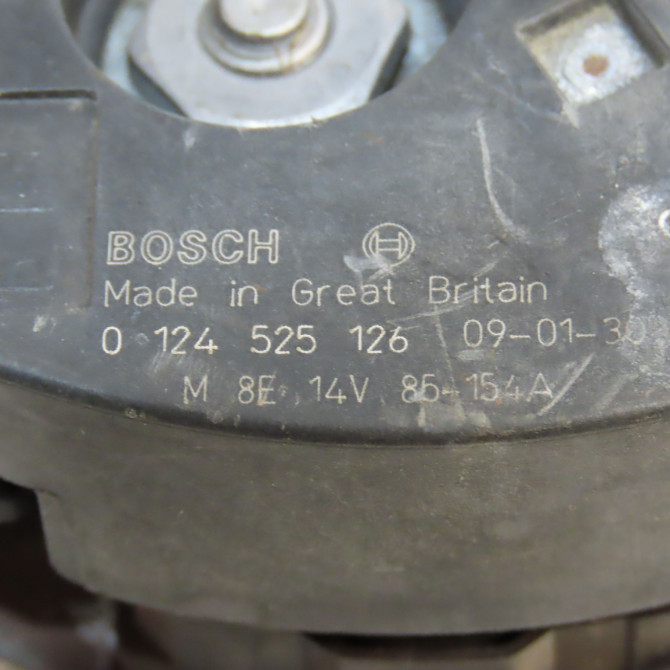 BOSCH
Made in Great Britain
0 124 525 126 09-01-30
M 8E 14V 85-154A